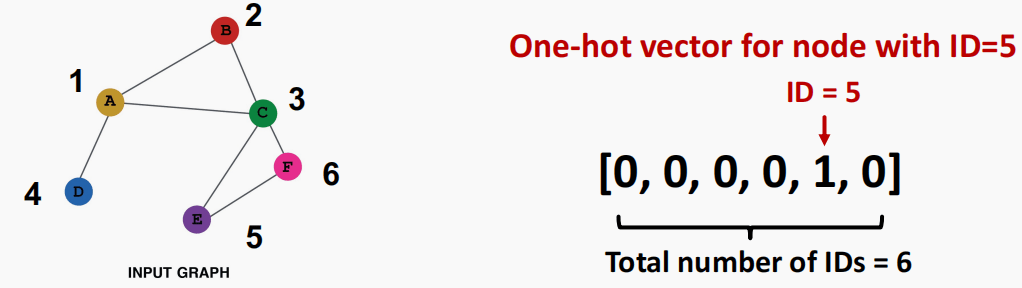 2
B
1
A
3
C
F
6
4
D
E
5
INPUT GRAPH
One-hot vector for node with ID=5
ID = 5
[0, 0, 0, 0, 1, 0]
Total number of IDs = 6